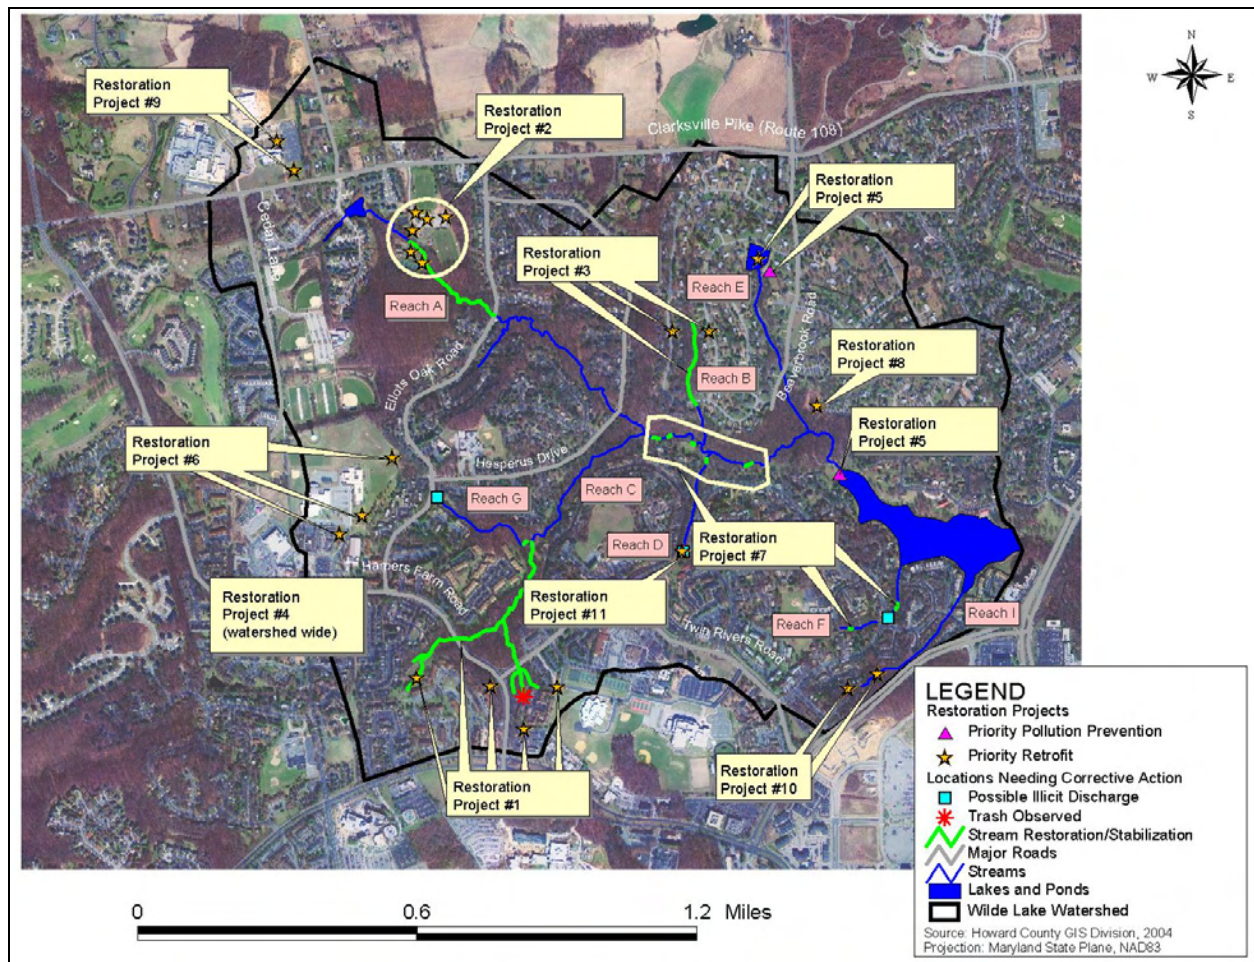 N
W
E
S
Restoration
Project #9
Restoration
Project #2
Clarksville Pike (Route 108)
Restoration
Project #5
Cedar Lane
Restoration
Project #3
Reach E
Reach A
Beaverbrook Road
Restoration
Project #8
Eliots Oak Road
Reach B
Restoration
Project #5
Restoration
Project #6
Hesperus Drive
Reach G
Reach C
Restoration
Project #7
Reach D
Harpers Farm Road
Restoration
Project #4
(watershed wide)
Restoration
Project #11
Reach F
Reach I
Twin Rivers Road
Restoration
Project #10
Restoration
Project #1
LEGEND
Restoration Projects
Priority Pollution Prevention
Priority Retrofit
Locations Needing Corrective Action
Possible Illicit Discharge
Trash Observed
Stream Restoration/Stabilization
Major Roads
Streams
Lakes and Ponds
Wilde Lake Watershed
Source: Howard County GIS Division, 2004
Projection: Maryland State Plane, NAD83
0 0.6 1.2 Miles